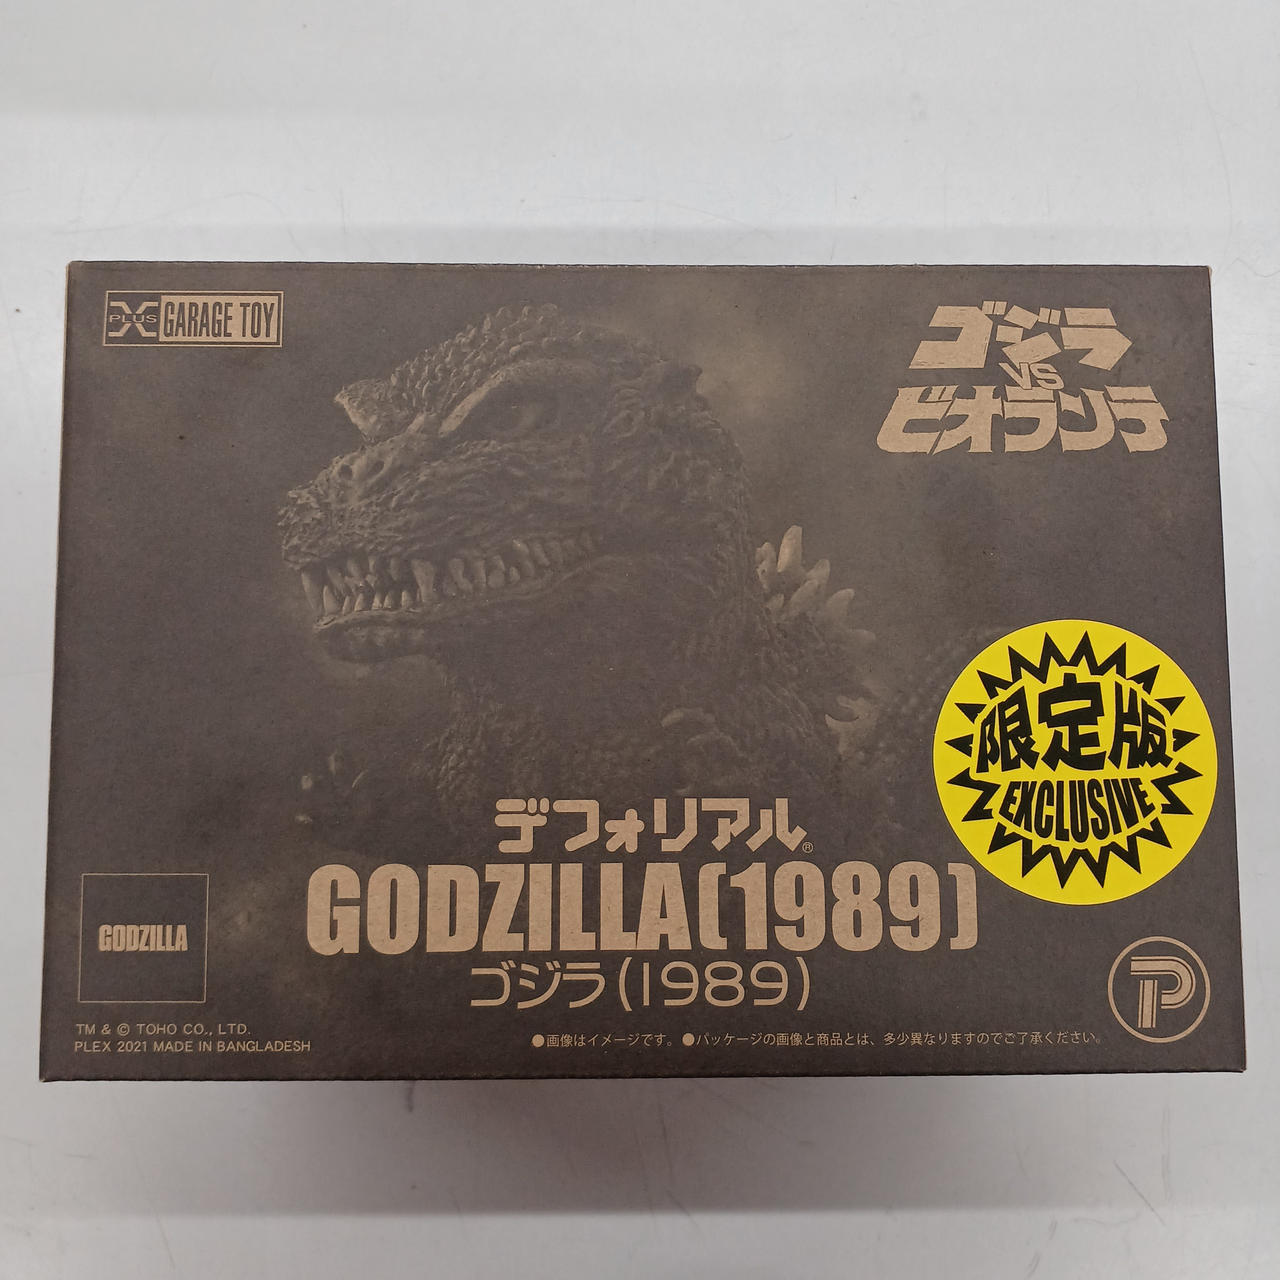 X PLUS GARAGE TOY
ゴジラ
VS
ビオランテ
限定版
EXCLUSIVE
デフォリアル®
GODZILLA(1989)
ゴジラ(1989)
GODZILLA
TM & © TOHO CO., LTD.
PLEX 2021 MADE IN BANGLADESH
●画像はイメージです。●パッケージの画像と商品とは、多少異なりますのでご了承ください。
P